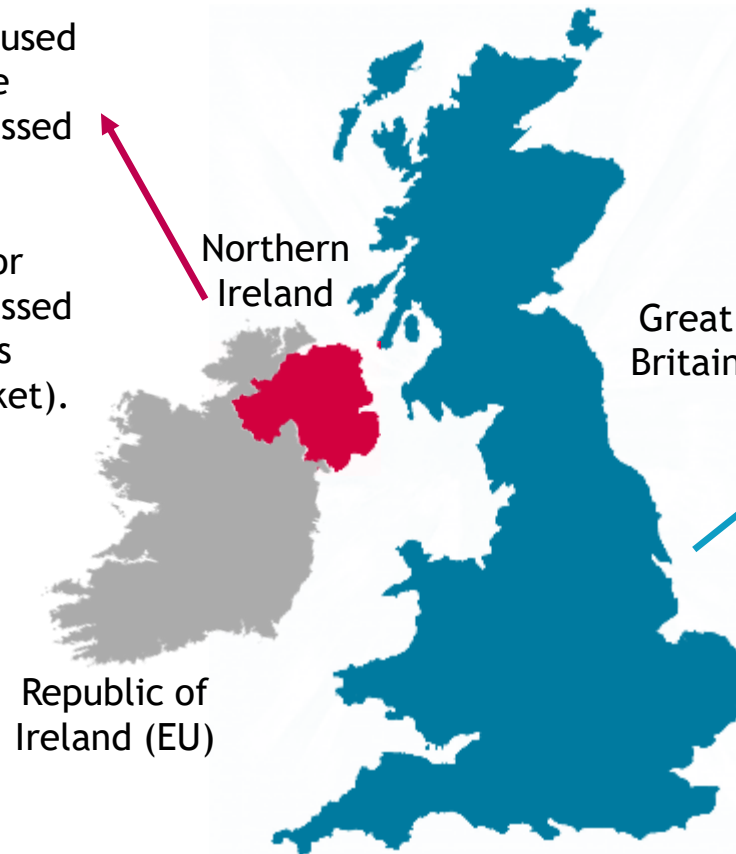 used
e
ssed
or
ssed
s
ket).
Northern
Ireland
Great
Britain
Republic of
Ireland (EU)